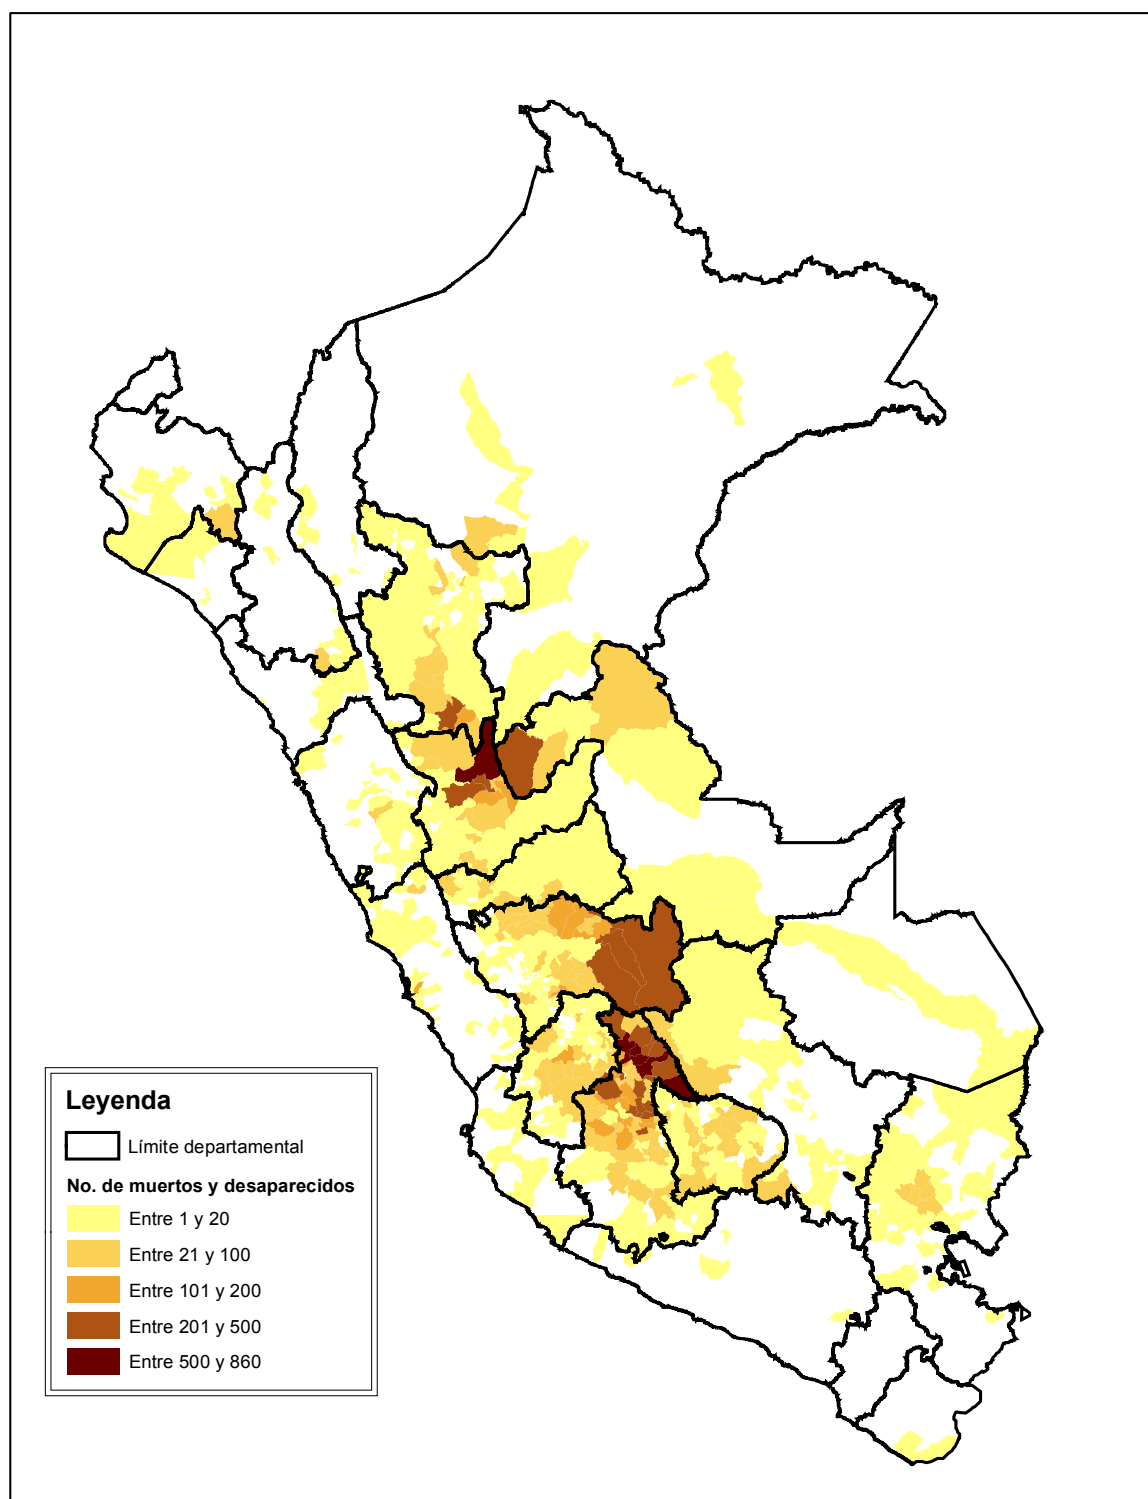 Leyenda
Límite departamental
No. de muertos y desaparecidos
Entre 1 y 20
Entre 21 y 100
Entre 101 y 200
Entre 201 y 500
Entre 500 y 860